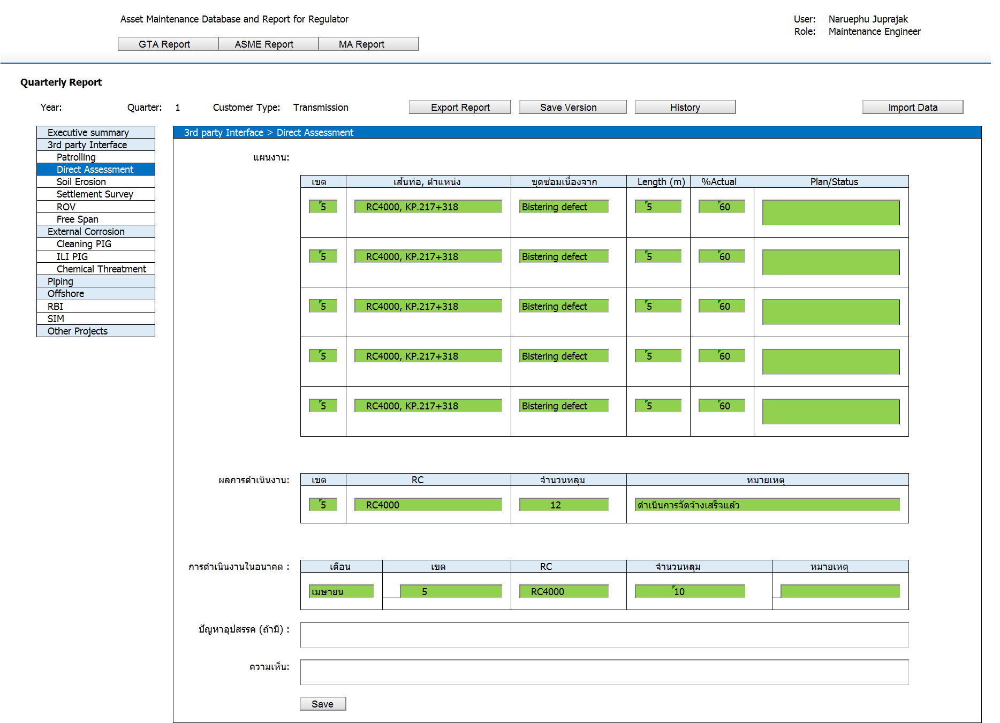 Asset Maintenance Database and Report for Regulator
User: Naruephu Juprajak
Role: Maintenance Engineer
GTA Report ASME Report MA Report
Quarterly Report
Year: Quarter: 1 Customer Type: Transmission Export Report Save Version History Import Data
Executive summary
3rd party Interface
Patrolling
Direct Assessment
Soil Erosion
Settlement Survey
ROV
Free Span
External Corrosion
Cleaning PIG
ILI PIG
Chemical Threatment
Piping
Offshore
RBI
SIM
Other Projects
3rd party Interface > Direct Assessment
แผนงาน:
เขต เส้นท่อ, ตำแหน่ง ขุดซ่อมเนื่องจาก Length (m) %Actual Plan/Status
5 RC4000, KP.217+318 Bistering defect 5 60
5 RC4000, KP.217+318 Bistering defect 5 60
5 RC4000, KP.217+318 Bistering defect 5 60
5 RC4000, KP.217+318 Bistering defect 5 60
5 RC4000, KP.217+318 Bistering defect 5 60
ผลการดำเนินงาน: เขต RC จำนวนหลุม หมายเหตุ
5 RC4000 12 ดำเนินการจัดจ้างเสร็จแล้ว
การดำเนินงานในอนาคต : เดือน เขต RC จำนวนหลุม หมายเหตุ
เมษายน 5 RC4000 10
ปัญหาอุปสรรค (ถ้ามี) :
ความเห็น:
Save